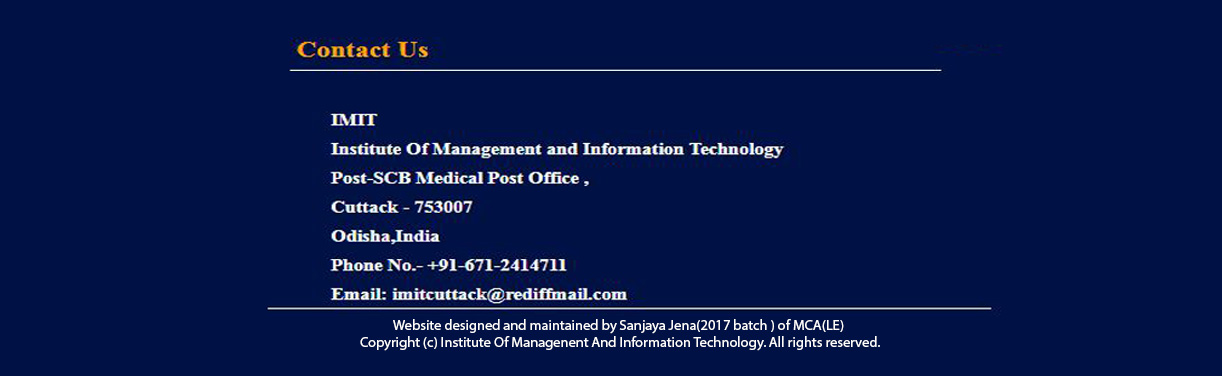 Contact Us
IMIT
Institute Of Management and Information Technology
Post-SCB Medical Post Office ,
Cuttack - 753007
Odisha,India
Phone No.- +91-671-2414711
Email: imitcuttack@rediffmail.com
Website designed and maintained by Sanjaya Jena(2017 batch ) of MCA(LE)
Copyright (c) Institute Of Managenent And Information Technology. All rights reserved.